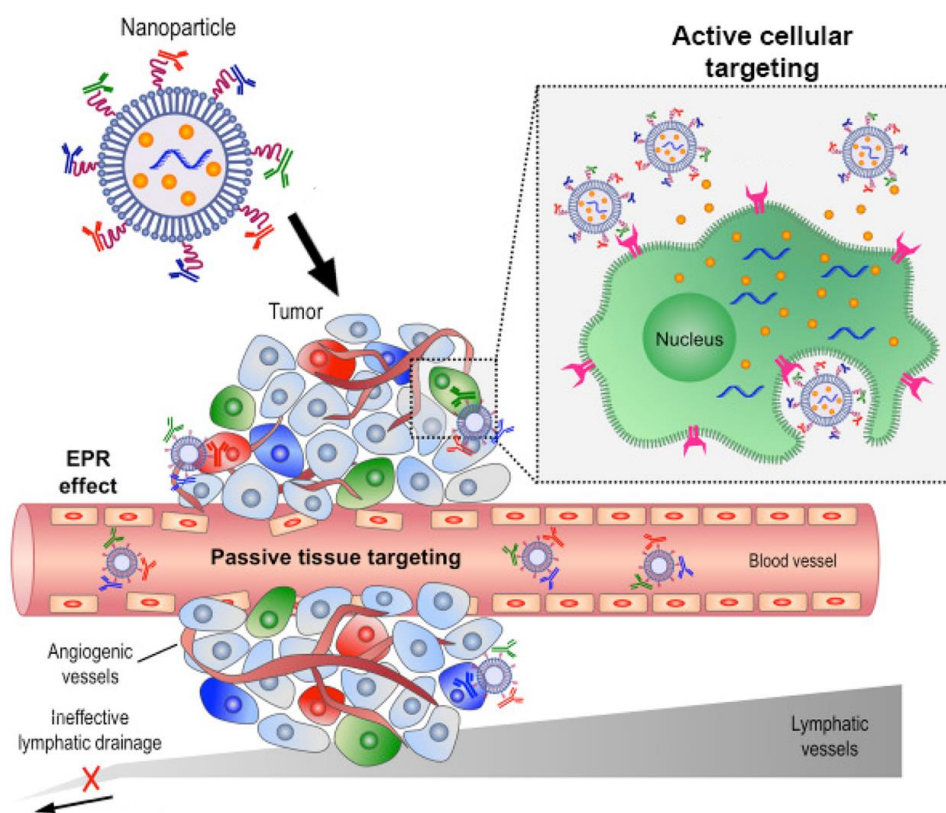 Nanoparticle
Active cellular
targeting
Tumor
Nucleus
EPR
effect
Passive tissue targeting
Blood vessel
Angiogenic
vessels
Ineffective
lymphatic drainage
Lymphatic
vessels